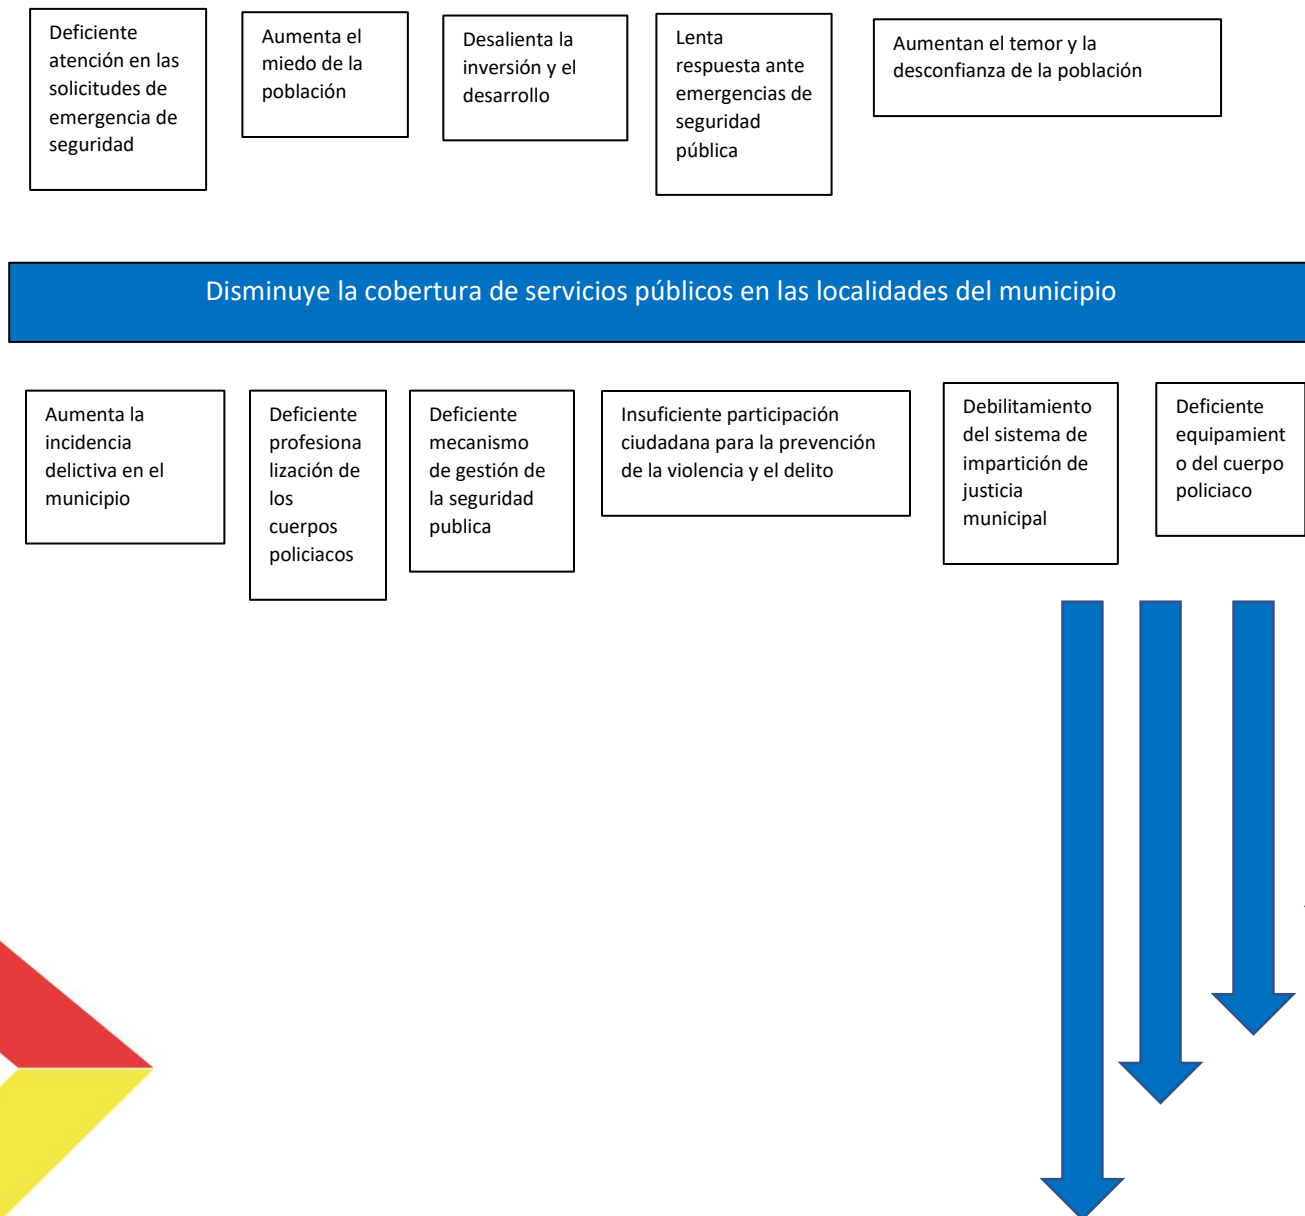 Deficiente
atención en las
solicitudes de
emergencia de
seguridad
Aumenta el
miedo de la
población
Desalienta la
inversión y el
desarrollo
Lenta
respuesta ante
emergencias de
seguridad
pública
Aumentan el temor y la
desconfianza de la población
Disminuye la cobertura de servicios públicos en las localidades del municipio
Aumenta la
incidencia
delictiva en el
municipio
Deficiente
profesiona
lización de
los
cuerpos
policiacos
Deficiente
mecanismo
de gestión de
la seguridad
publica
Insuficiente participación
ciudadana para la prevención
de la violencia y el delito
Debilitamiento
del sistema de
impartición de
justicia
municipal
Deficiente
equipamient
o del cuerpo
policiaco